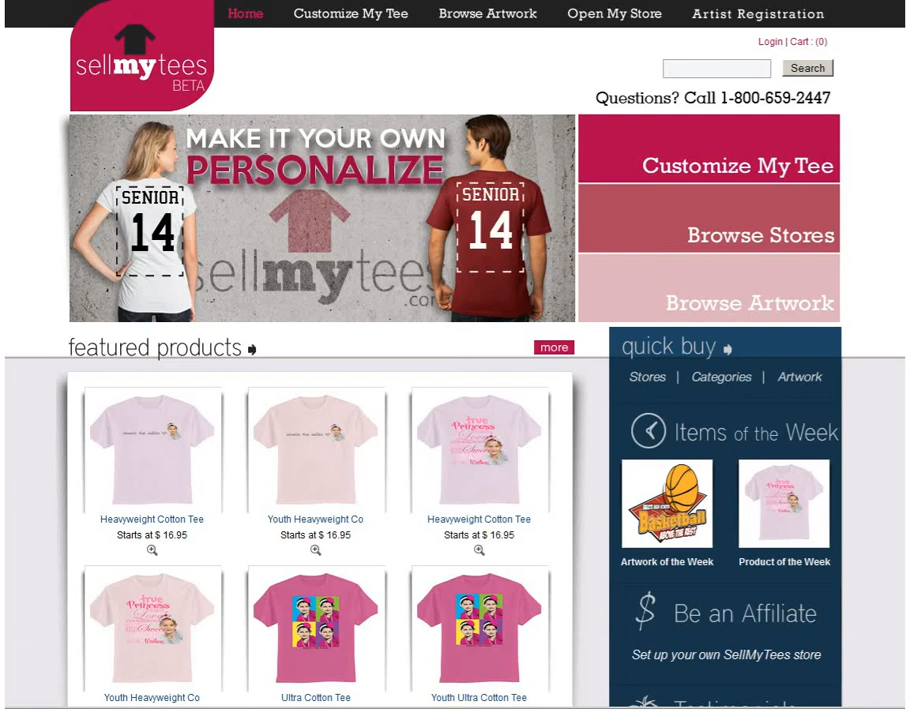 Home Customize My Tee Browse Artwork Open My Store Artist Registration
sellmytees
BETA
Login | Cart : (0)
Search
Questions? Call 1-800-659-2447
MAKE IT YOUR OWN
PERSONALIZE
SENIOR
14
SENIOR
14
sellmytees
Customize My Tee
Browse Stores
Browse Artwork
featured products
more
quick buy
Stores | Categories | Artwork
Items of the Week
true
Princess
Basketball
Artwork of the Week
Product of the Week
Heavyweight Cotton Tee
Youth Heavyweight Co
Heavyweight Cotton Tee
Starts at $ 16.95
Starts at $ 16.95
Starts at $ 16.95
true
Princess
Be an Affiliate
Set up your own SellMyTees store
Youth Heavyweight Co
Ultra Cotton Tee
Youth Ultra Cotton Tee